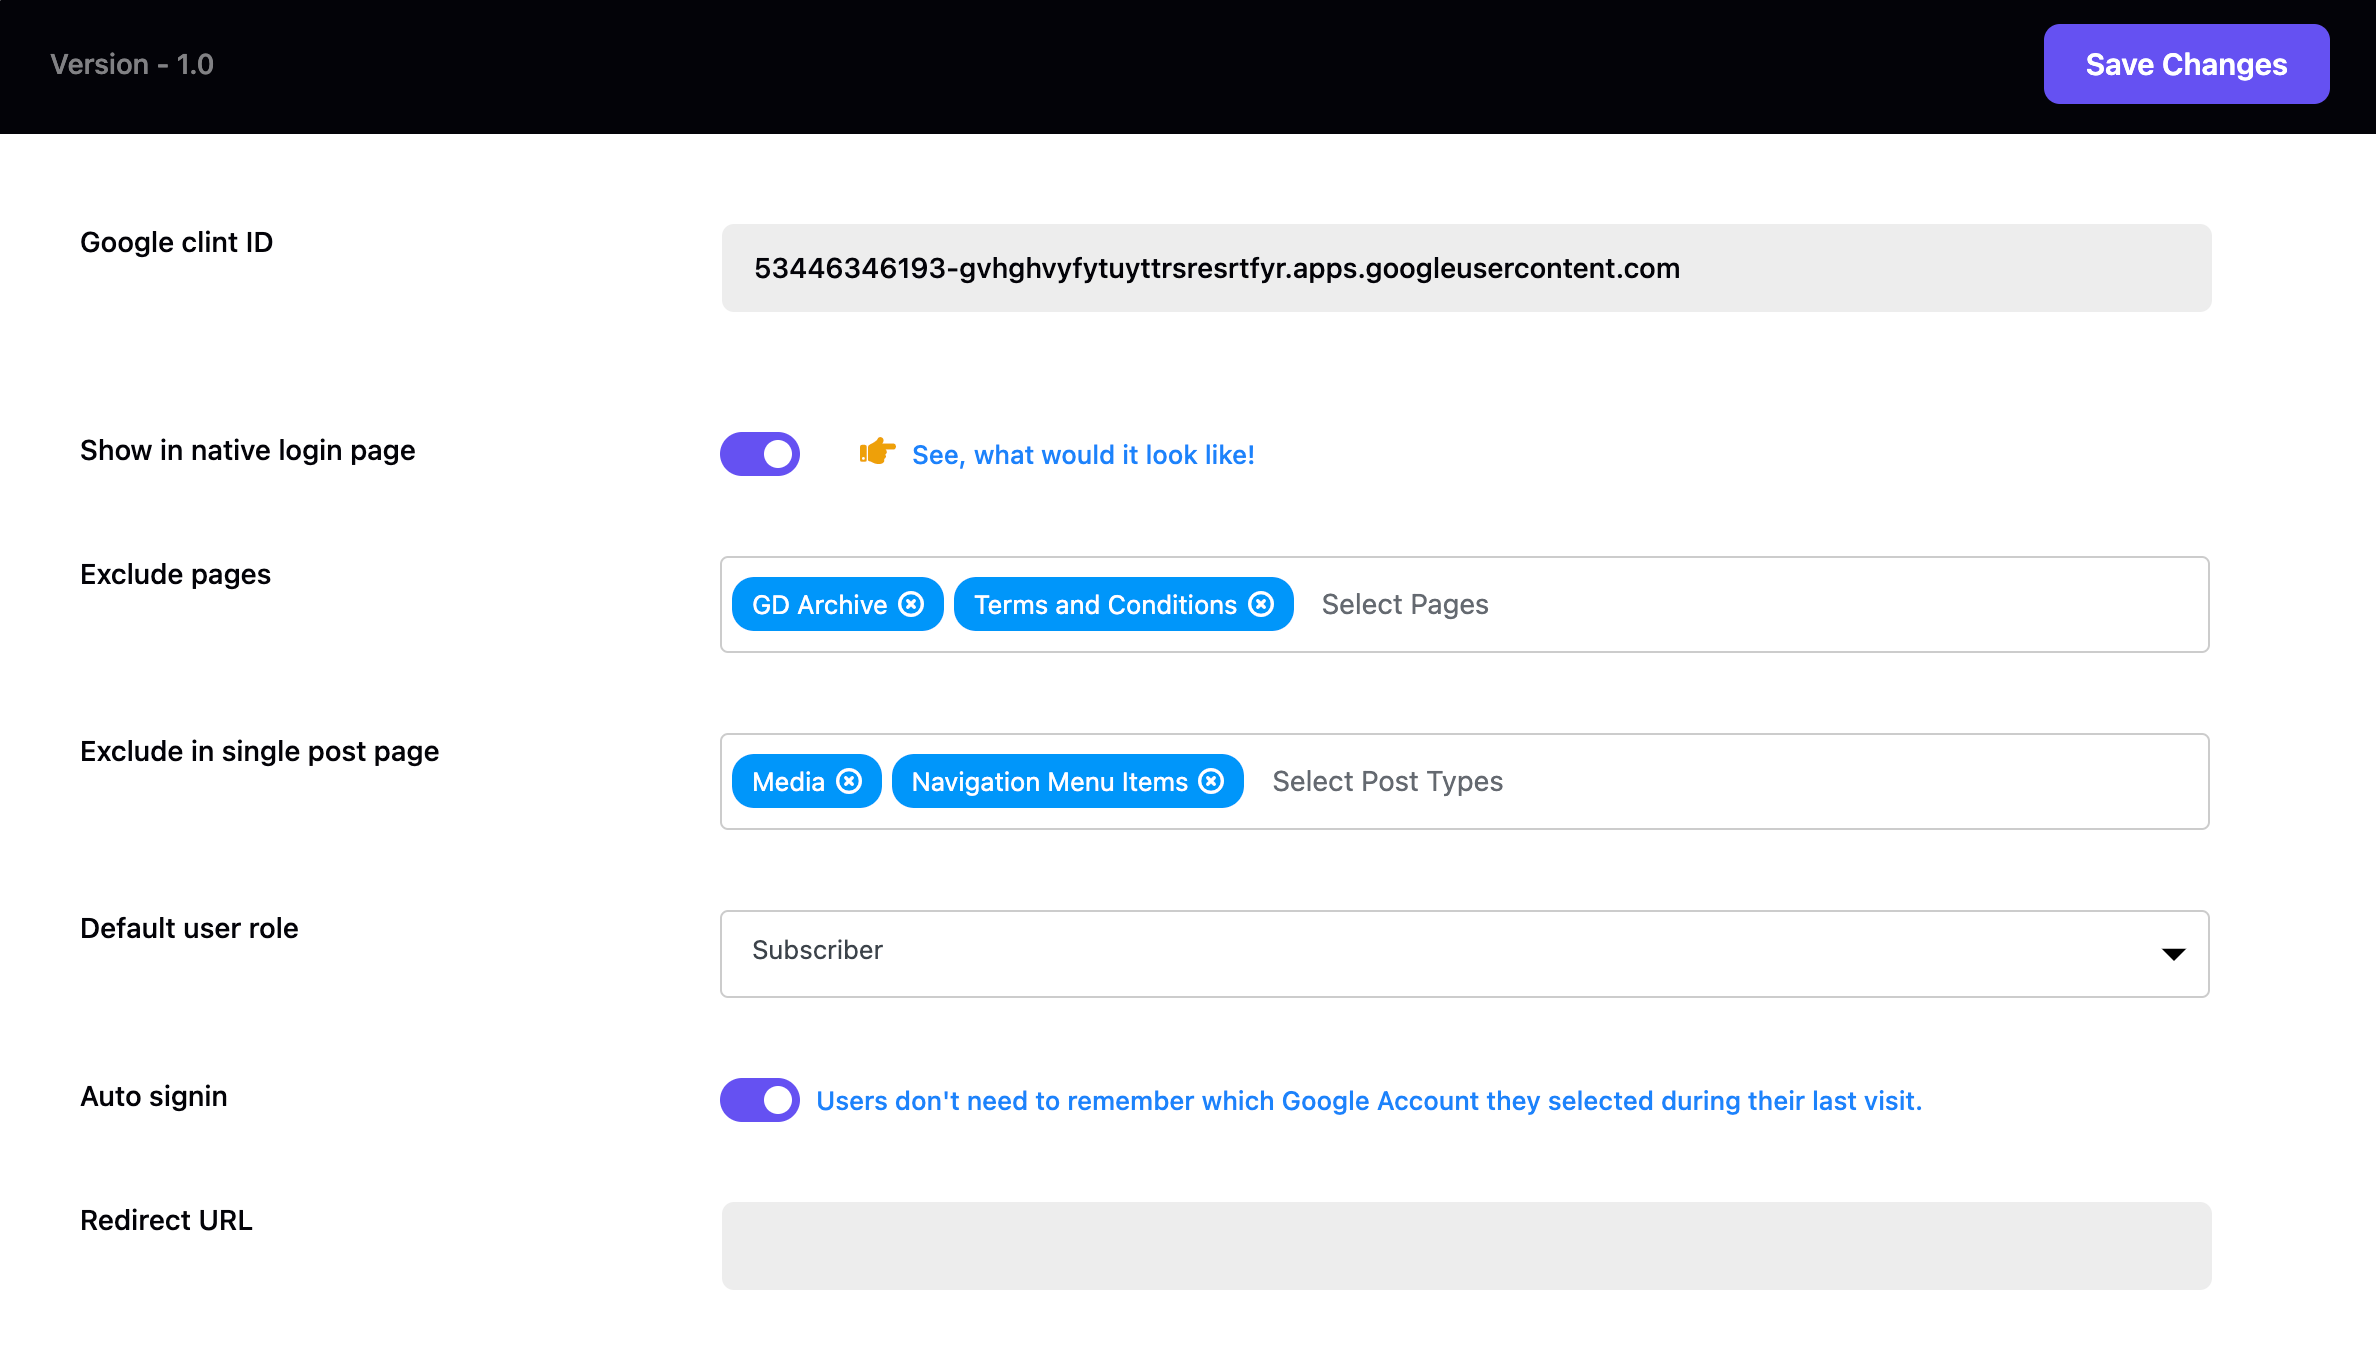 Version - 1.0
Save Changes
Google clint ID
53446346193-gvhghvyfytuyttrsresrtfyr.apps.googleusercontent.com
Show in native login page
See, what would it look like!
Exclude pages
GD Archive
Terms and Conditions
Select Pages
Exclude in single post page
Media
Navigation Menu Items
Select Post Types
Default user role
Subscriber
Auto signin
Users don't need to remember which Google Account they selected during their last visit.
Redirect URL